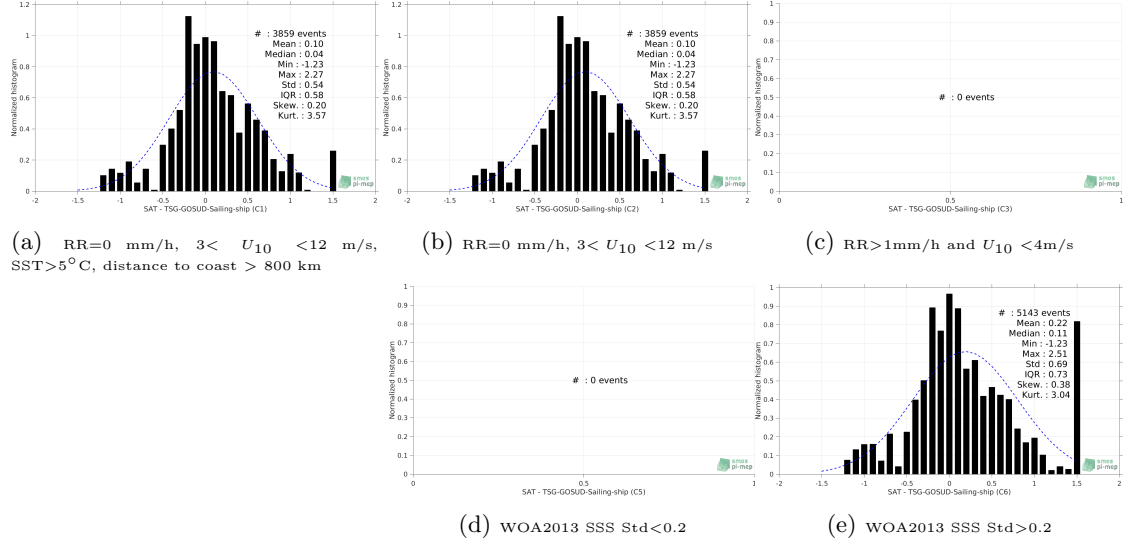 1.2
1
0.8
0.6
0.4
0.2
0
Normalized histogram
# : 3859 events
Mean : 0.10
Median : 0.04
Min : -1.23
Max : 2.27
Std : 0.54
IQR : 0.58
Skew. : 0.20
Kurt. : 3.57
smos
pi-mep
-2 -1.5 -1 -0.5 0 0.5 1 1.5 2
SAT - TSG-GOSUD-Sailing-ship (C1)
(a) RR=0 mm/h, 3< U10 <12 m/s,
SST>5°C, distance to coast > 800 km
1.2
1
0.8
0.6
0.4
0.2
0
Normalized histogram
# : 3859 events
Mean : 0.10
Median : 0.04
Min : -1.23
Max : 2.27
Std : 0.54
IQR : 0.58
Skew. : 0.20
Kurt. : 3.57
smos
pi-mep
-2 -1.5 -1 -0.5 0 0.5 1 1.5 2
SAT - TSG-GOSUD-Sailing-ship (C2)
(b) RR=0 mm/h, 3< U10 <12 m/s
1
0.9
0.8
0.7
0.6
0.5
0.4
0.3
0.2
0.1
0
Normalized histogram
# : 0 events
smos
pi-mep
0 0.5 1
SAT - TSG-GOSUD-Sailing-ship (C3)
(c) RR>1mm/h and U10 <4m/s
1
0.9
0.8
0.7
0.6
0.5
0.4
0.3
0.2
0.1
0
Normalized histogram
# : 0 events
smos
pi-mep
0 0.5 1
SAT - TSG-GOSUD-Sailing-ship (C5)
(d) WOA2013 SSS Std<0.2
1
0.9
0.8
0.7
0.6
0.5
0.4
0.3
0.2
0.1
0
Normalized histogram
# : 5143 events
Mean : 0.22
Median : 0.11
Min : -1.23
Max : 2.51
Std : 0.69
IQR : 0.73
Skew. : 0.38
Kurt. : 3.04
smos
pi-mep
-2 -1.5 -1 -0.5 0 0.5 1 1.5 2
SAT - TSG-GOSUD-Sailing-ship (C6)
(e) WOA2013 SSS Std>0.2